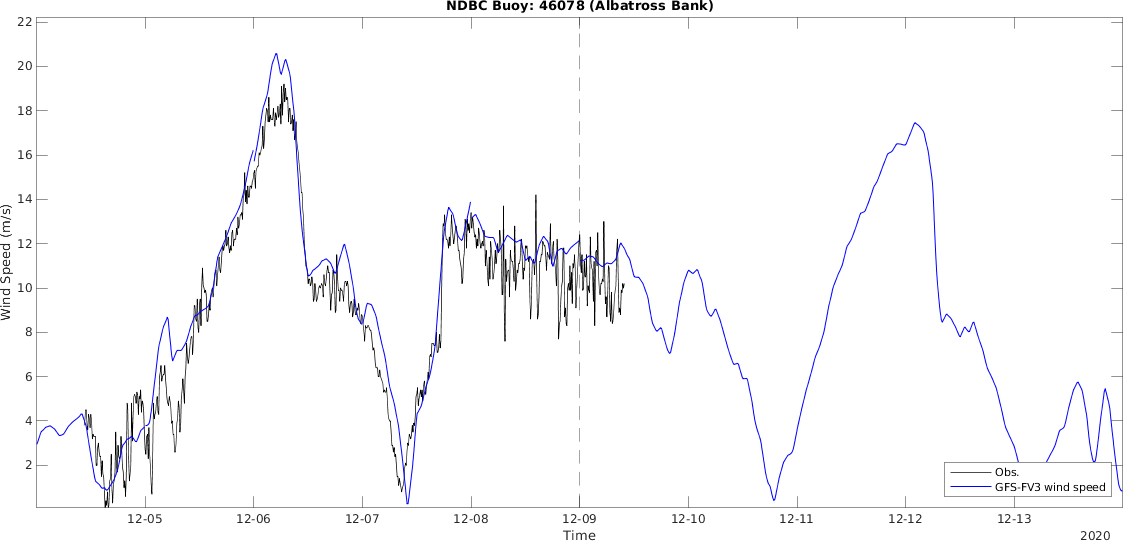 NDBC Buoy: 46078 (Albatross Bank)
22
20
18
16
14
12
10
8
6
4
2
Wind Speed (m/s)
Obs.
GFS-FV3 wind speed
12-05 12-06 12-07 12-08 12-09 12-10 12-11 12-12 12-13
Time
2020